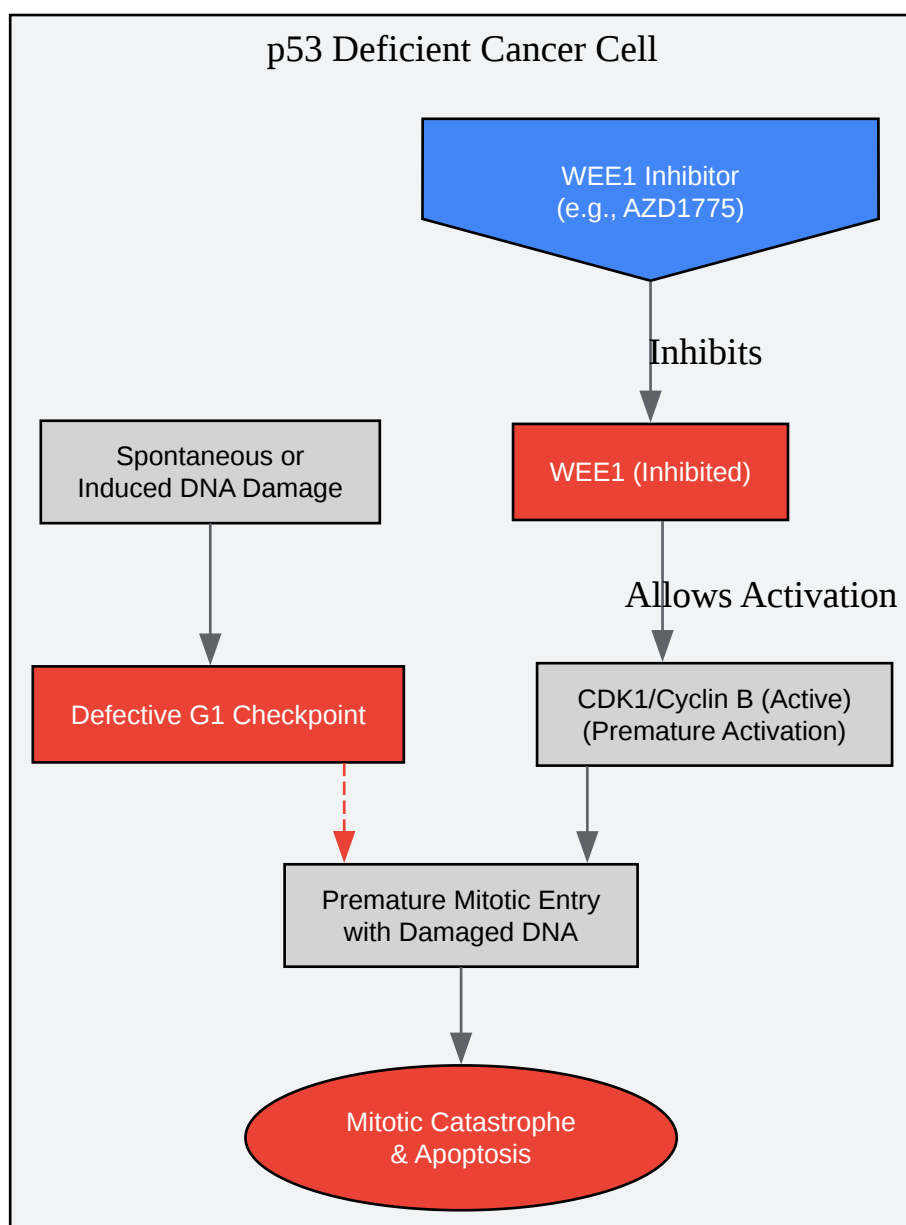 p53 Deficient Cancer Cell
WEE1 Inhibitor
(e.g., AZD1775)
Inhibits
Spontaneous or
Induced DNA Damage
WEE1 (Inhibited)
Allows Activation
Defective G1 Checkpoint
CDK1/Cyclin B (Active)
(Premature Activation)
Premature Mitotic Entry
with Damaged DNA
Mitotic Catastrophe
& Apoptosis